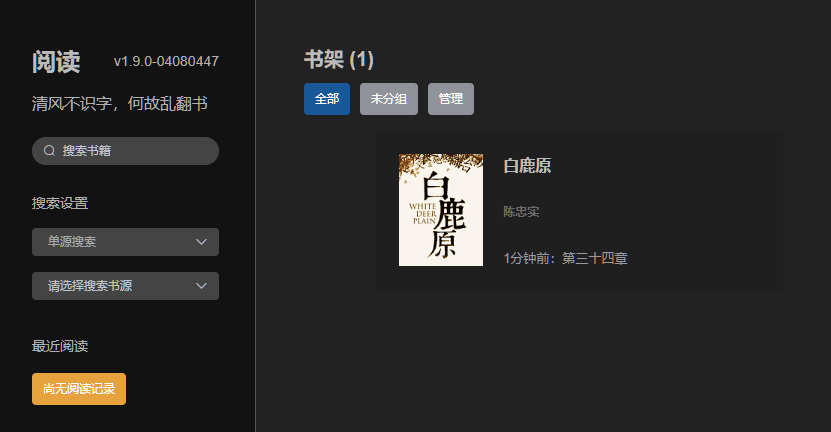 阅读
v1.9.0-04080447
清风不识字，何故乱翻书
搜索书籍
搜索设置
单源搜索
请选择搜索书源
最近阅读
尚无阅读记录
书架 (1)
全部
未分组
管理
白鹿原
WHITE
DEER
PLAIN
白鹿原
陈忠实
1分钟前：第三十四章